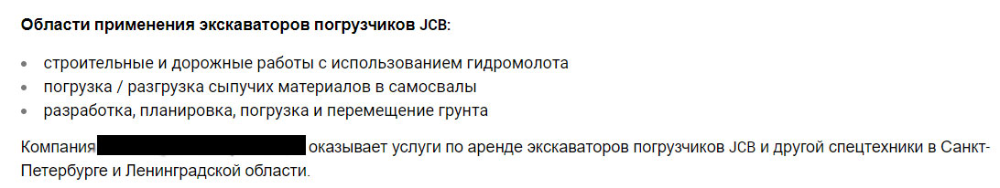 Области применения экскаваторов погрузчиков JCB:
строительные и дорожные работы с использованием гидромолота
погрузка / разгрузка сыпучих материалов в самосвалы
разработка, планировка, погрузка и перемещение грунта
Компания оказывает услуги по аренде экскаваторов погрузчиков JCB и другой спецтехники в Санкт-
Петербурге и Ленинградской области.